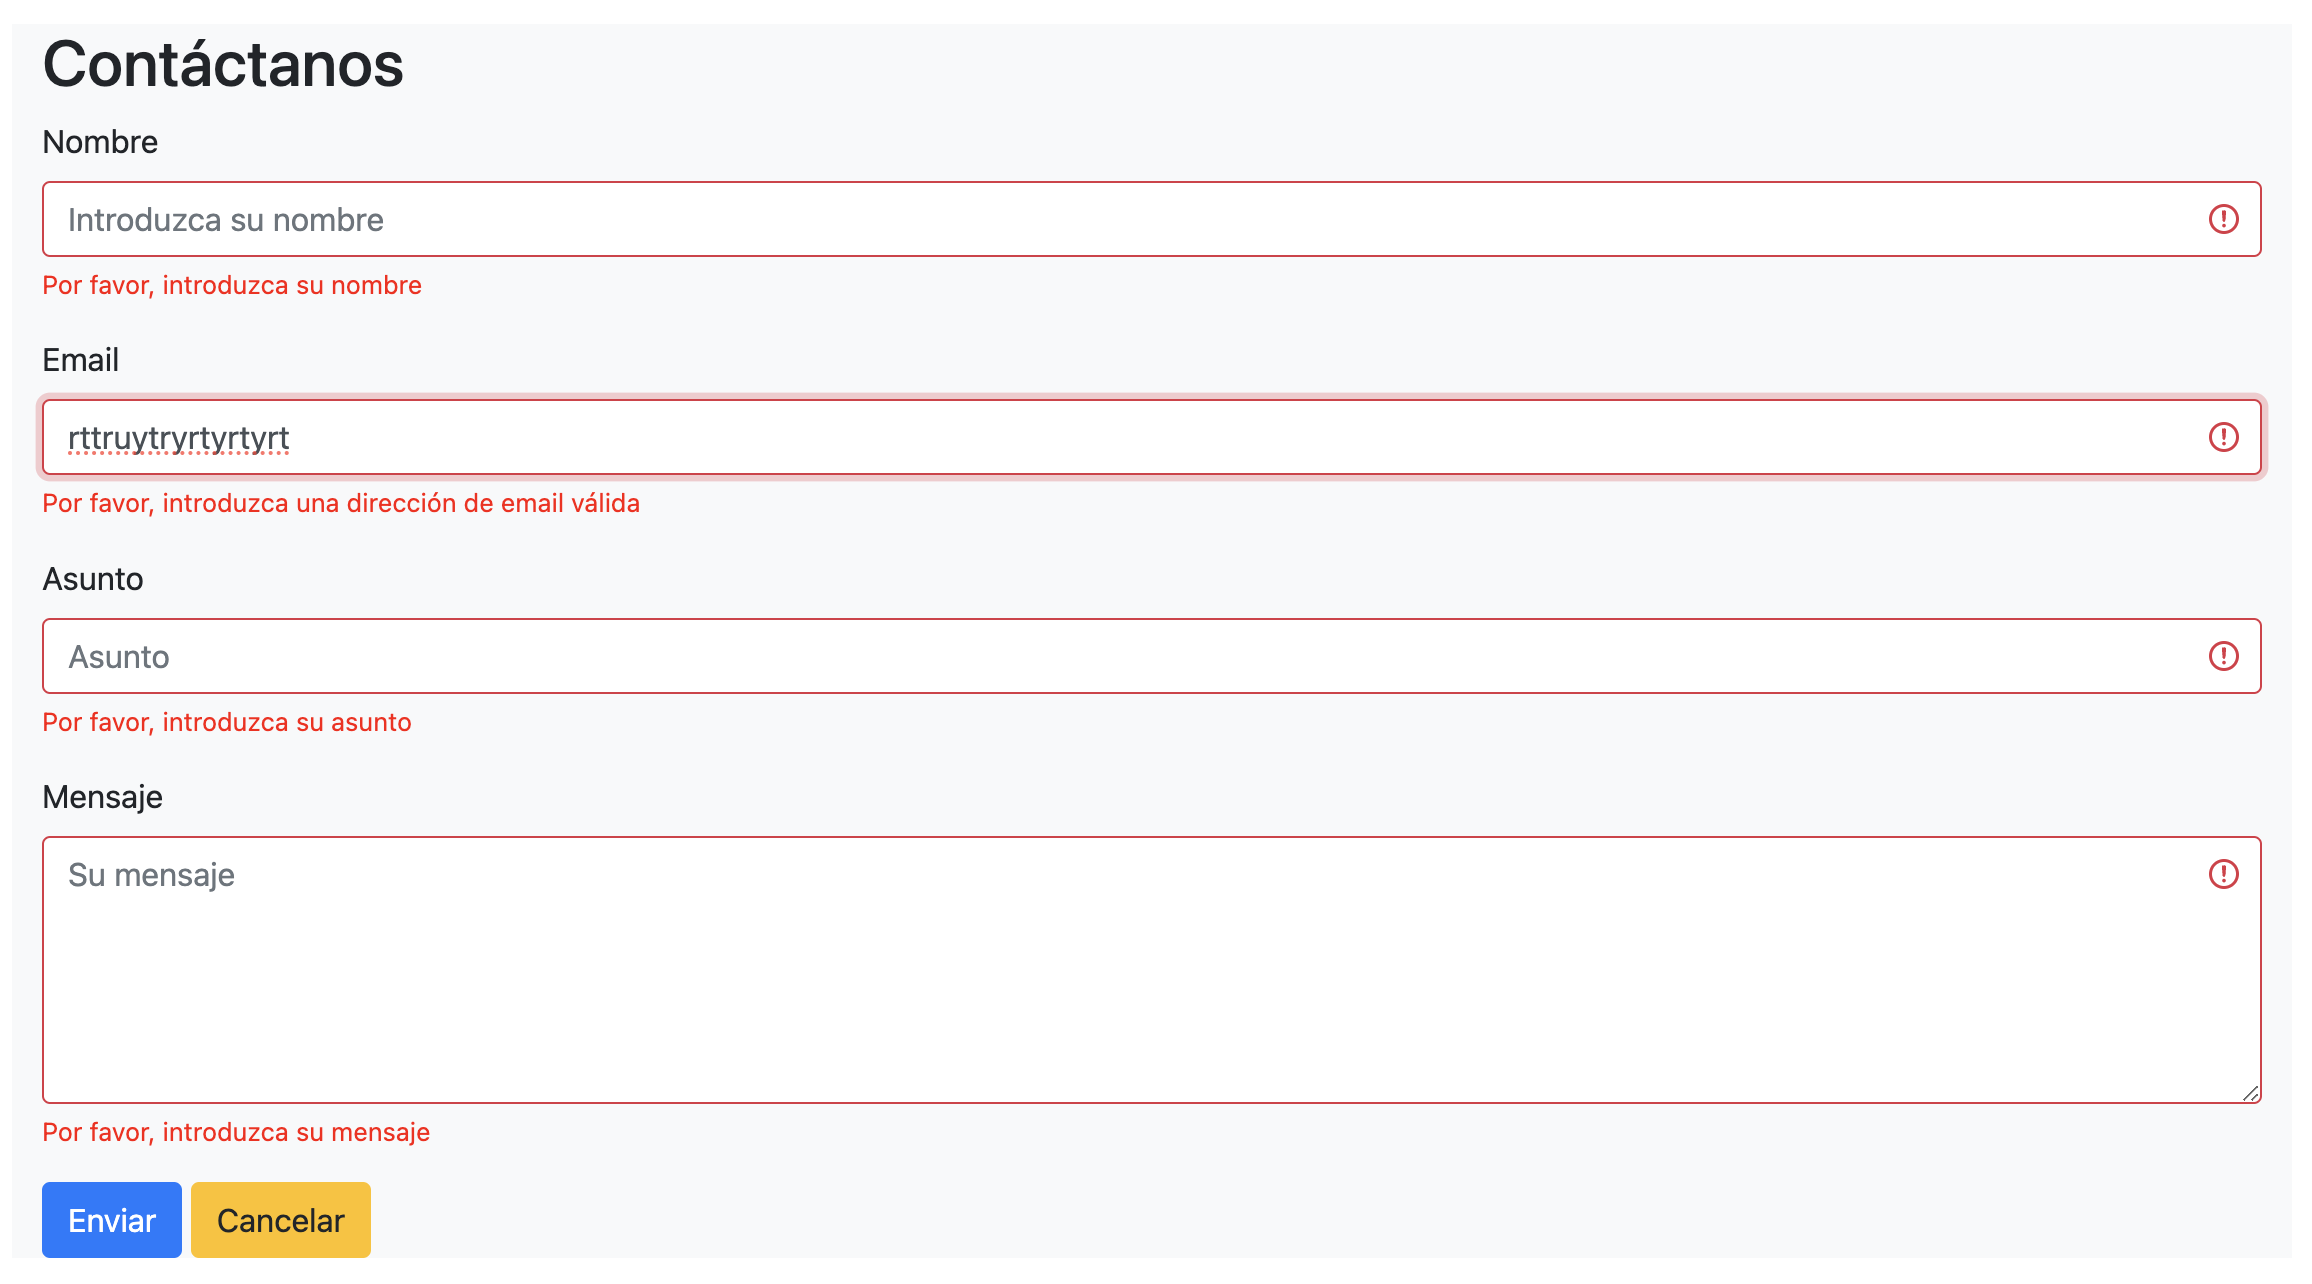 Contáctanos
Nombre
Introduzca su nombre
Por favor, introduzca su nombre
Email
rttruytryrtyrtyrt
Por favor, introduzca una dirección de email válida
Asunto
Asunto
Por favor, introduzca su asunto
Mensaje
Su mensaje
Por favor, introduzca su mensaje
Enviar Cancelar